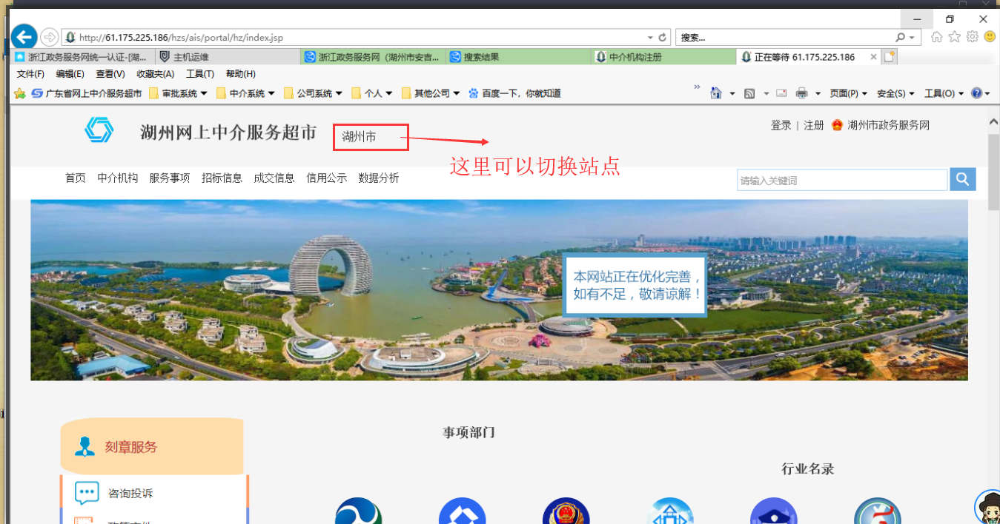 http://61.175.225.186/hzs/ais/portal/hz/index.jsp
搜索...
浙江政务服务网统一认证-[湖...
主机运维
浙江政务服务网（湖州市安吉...
搜索结果
中介机构注册
正在等待 61.175.225.186
文件(F) 编辑(E) 查看(V) 收藏夹(A) 工具(T) 帮助(H)
广东省网上中介服务超市 审批系统 中介系统 公司系统 个人 其他公司 百度一下，你就知道
页面(P) 安全(S) 工具(O)
湖州网上中介服务超市
湖州市
登录 | 注册 湖州市政务服务网
这里可以切换站点
首页 中介机构 服务事项 招标信息 成交信息 信用公示 数据分析
请输入关键词
本网站正在优化完善，
如有不足，敬请谅解！
刻章服务
事项部门
行业名录
咨询投诉